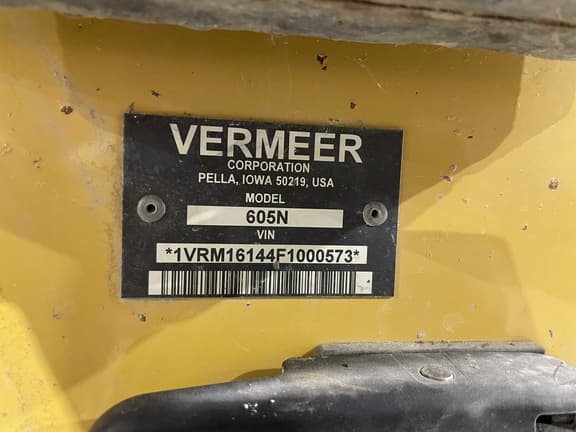 VERMEER
CORPORATION
PELLA, IOWA 50219, USA
MODEL
605N
VIN
*1VRM16144F1000573*